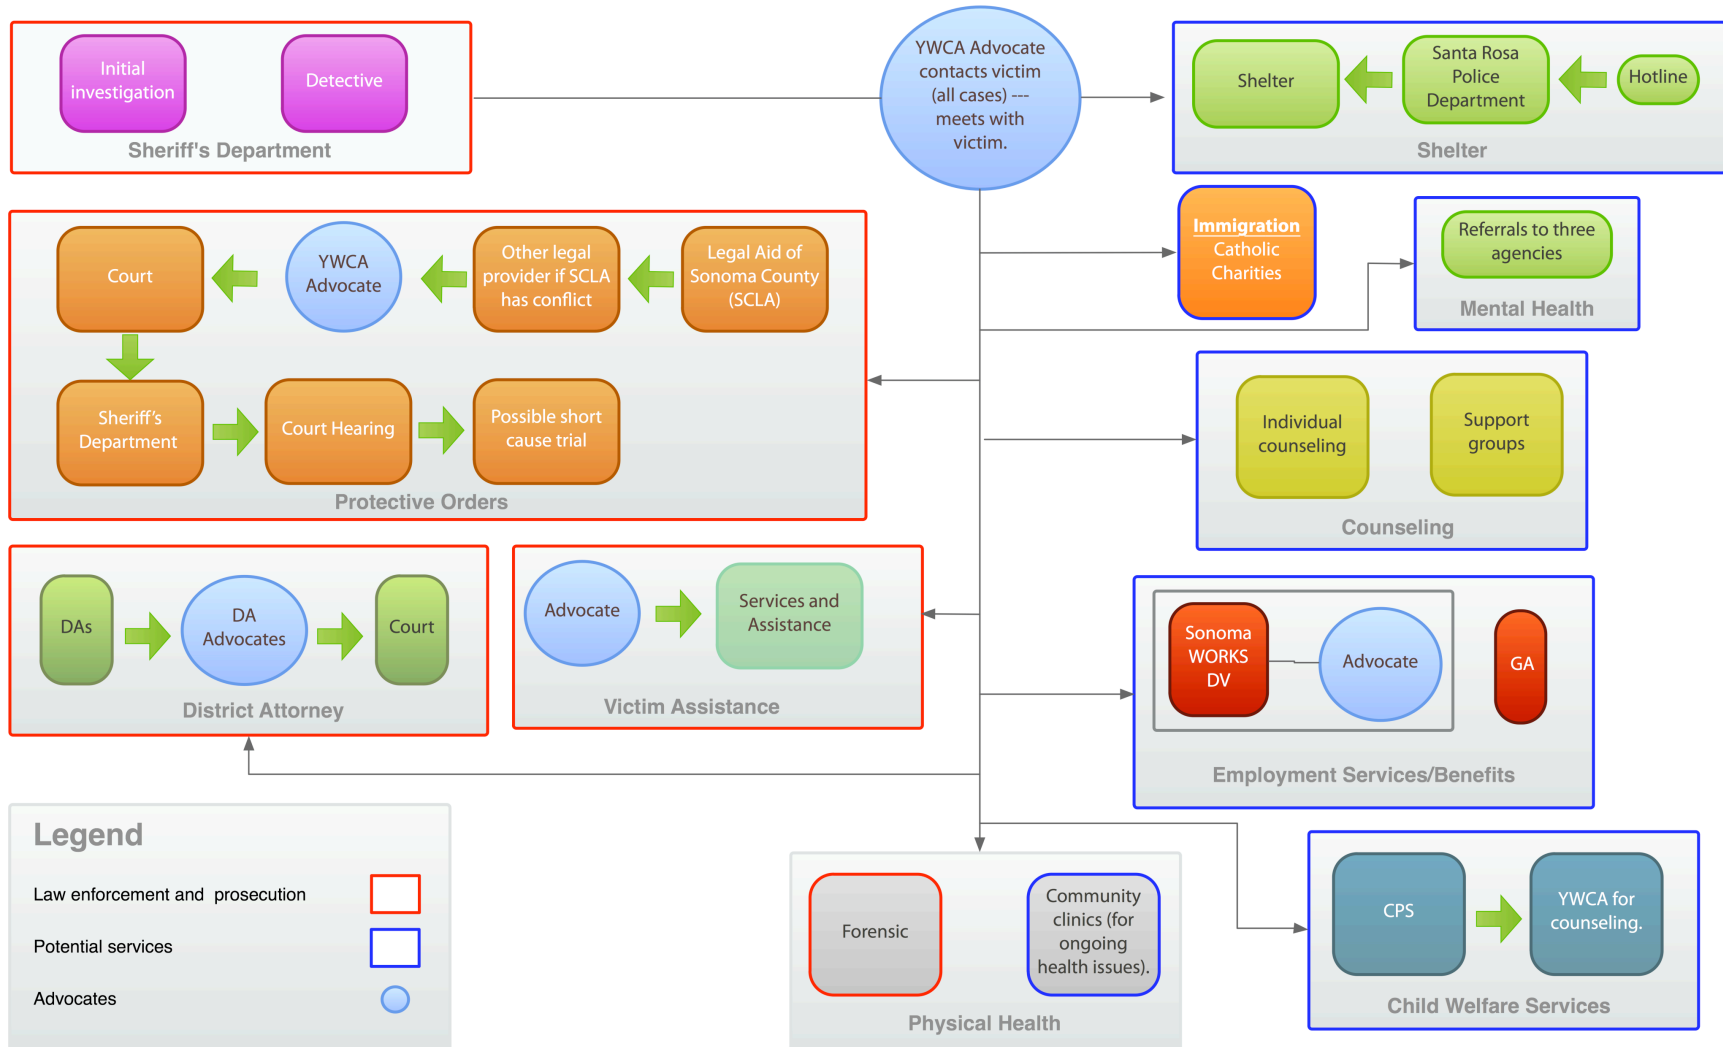 Initial
investigation
Detective
Sheriff's Department
YWCA Advocate
contacts victim
(all cases) ---
meets with
victim.
Shelter
Santa Rosa
Police
Department
Hotline
Shelter
Court
YWCA
Advocate
Other legal
provider if SCLA
has conflict
Legal Aid of
Sonoma County
(SCLA)
Sheriff's
Department
Court Hearing
Possible short
cause trial
Protective Orders
Immigration
Catholic
Charities
Referrals to three
agencies
Mental Health
Individual
counseling
Support
groups
Counseling
DAs
DA
Advocates
Court
District Attorney
Advocate
Services and
Assistance
Victim Assistance
Sonoma
WORKS
DV
Advocate
GA
Employment Services/Benefits
Legend
Law enforcement and prosecution
Potential services
Advocates
Forensic
Community
clinics (for
ongoing
health issues).
Physical Health
CPS
YWCA for
counseling.
Child Welfare Services